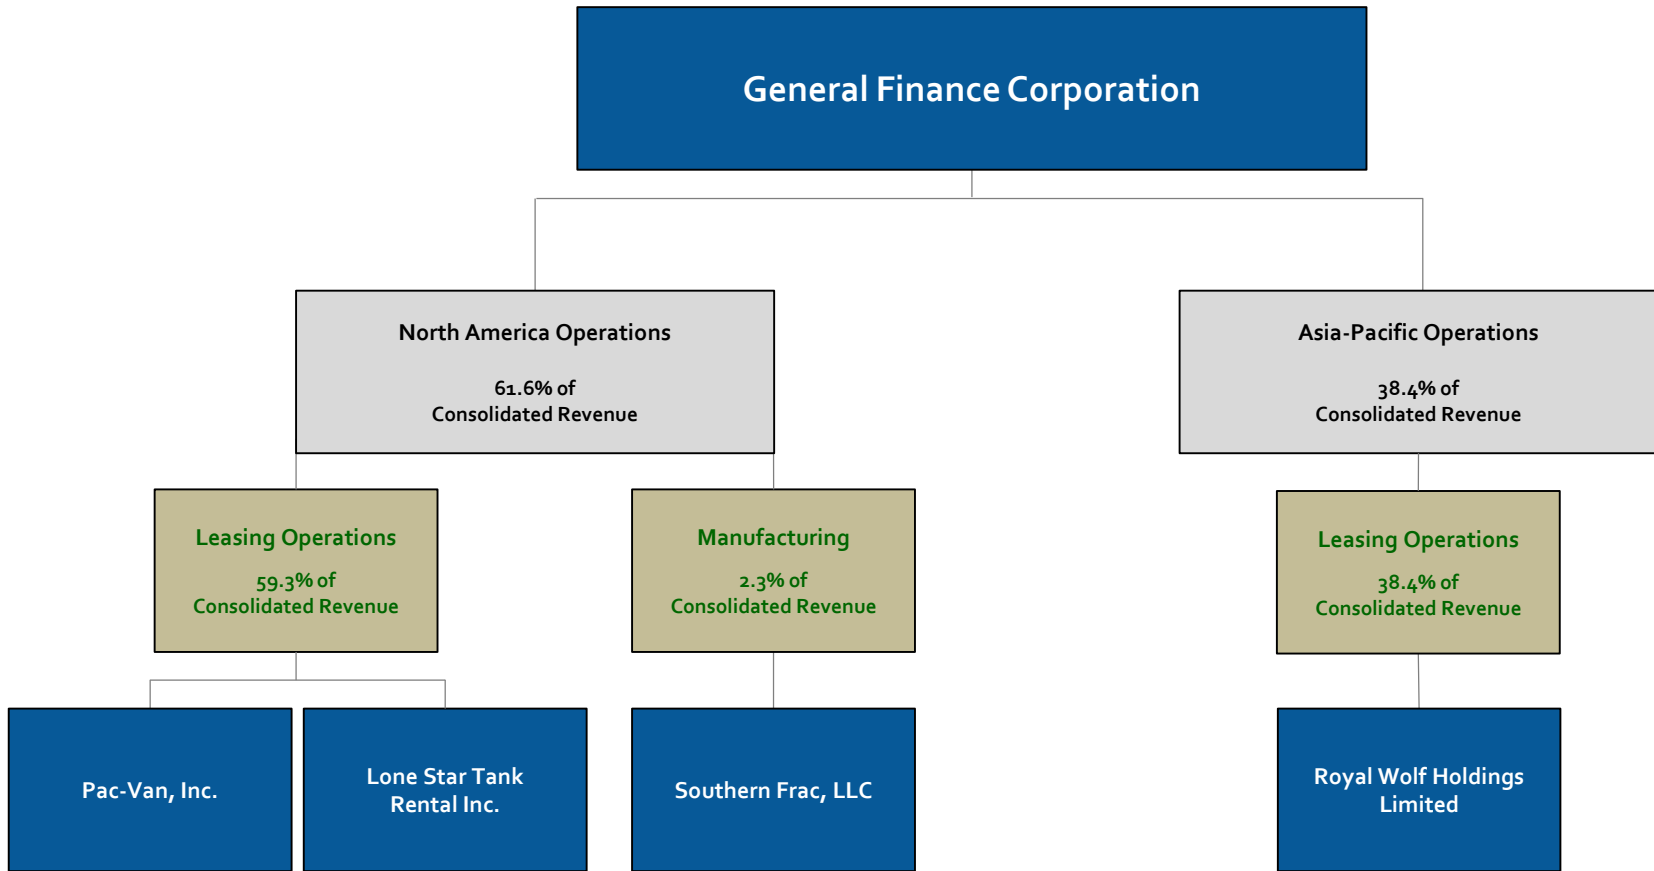 General Finance Corporation
North America Operations
61.6% of
Consolidated Revenue
Asia-Pacific Operations
38.4% of
Consolidated Revenue
Leasing Operations
59.3% of
Consolidated Revenue
Manufacturing
2.3% of
Consolidated Revenue
Leasing Operations
38.4% of
Consolidated Revenue
Pac-Van, Inc.
Lone Star Tank
Rental Inc.
Southern Frac, LLC
Royal Wolf Holdings
Limited